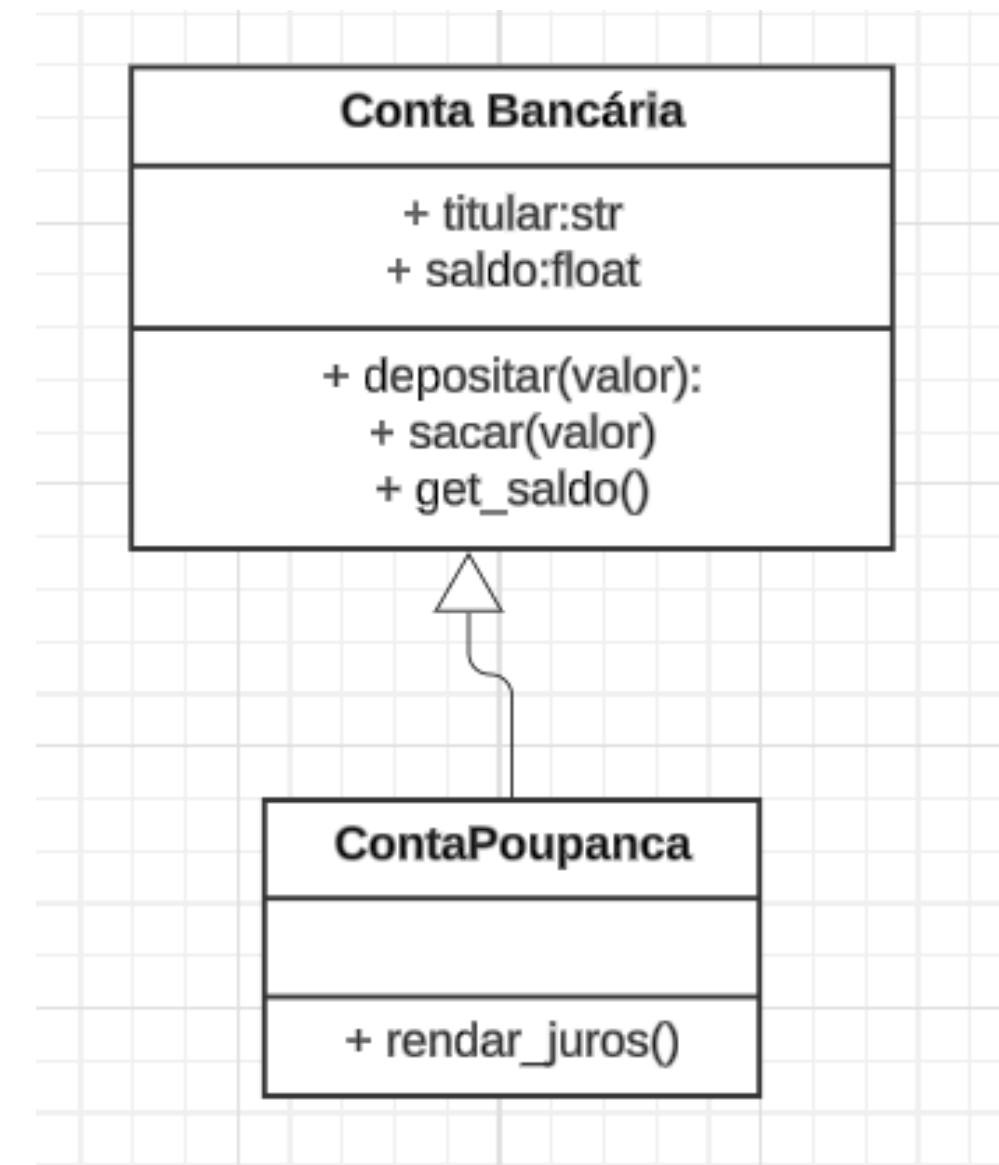 Conta Bancária
+ titular:str
+ saldo:float
+ depositar(valor):
+ sacar(valor)
+ get_saldo()
ContaPoupanca
+ rendar_juros()